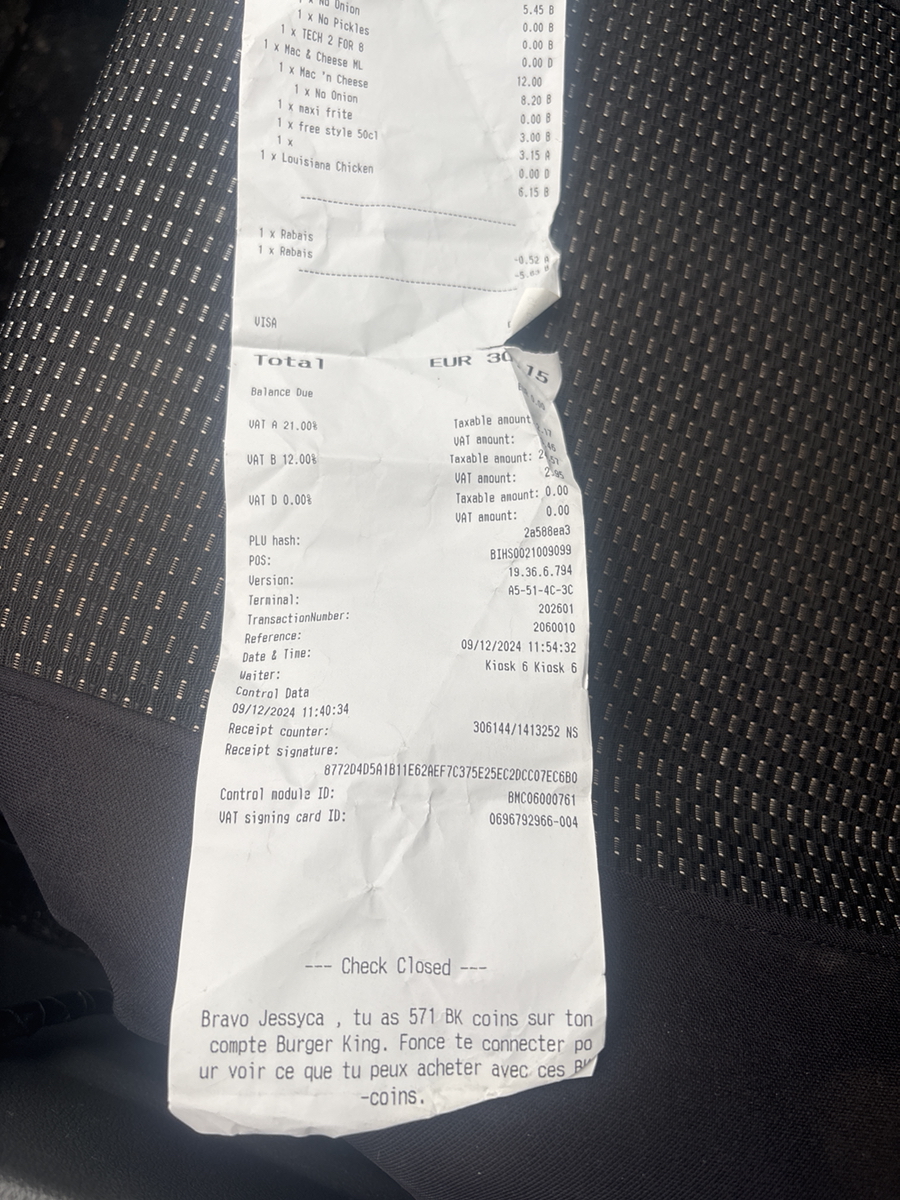 1 x No Onion 5.45 B
1 x No Pickles 0.00 B
1 x TECH 2 FOR 8 0.00 B
1 x Mac & Cheese ML 0.00 D
1 x Mac 'n Cheese 12.00
1 x No Onion 8.20 B
1 x maxi frite 0.00 B
1 x free style 50cl 3.00 B
1 x 3.15 A
1 x Louisiana Chicken 0.00 D
6.15 B
1 x Rabais
1 x Rabais -0.52 A
VISA
Total EUR 30.15
Balance Due
VAT A 21.00% Taxable amount
VAT amount:
VAT B 12.00% Taxable amount:
VAT amount:
VAT D 0.00% Taxable amount: 0.00
VAT amount: 0.00
PLU hash: 2a588ea3
POS: BIHS0021009099
Version: 19.36.6.794
Terminal: A5-51-4C-3C
TransactionNumber: 202601
Reference: 2060010
Date & Time: 09/12/2024 11:54:32
Waiter: Kiosk 6 Kiosk 6
Control Data
09/12/2024 11:40:34
Receipt counter: 306144/1413252 NS
Receipt signature:
8772D4D5A1B11E62AEF7C375E25EC2DCC07EC6B0
Control module ID: BMC06000761
VAT signing card ID: 0696792966-004
--- Check Closed ---
Bravo Jessyca , tu as 571 BK coins sur ton
compte Burger King. Fonce te connecter po
ur voir ce que tu peux acheter avec ces BK
-coins.